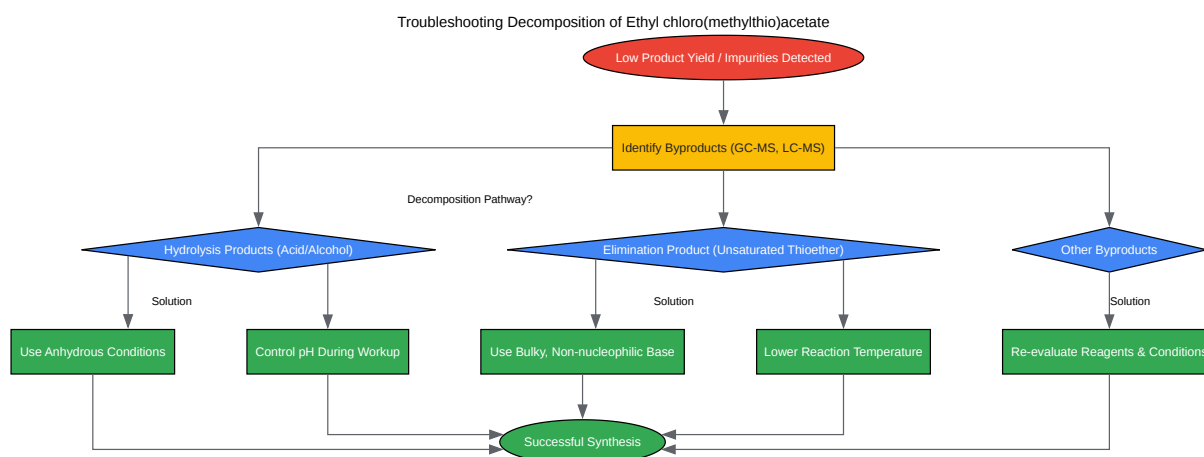 Troubleshooting Decomposition of Ethyl chloro(methylthio)acetate
Low Product Yield / Impurities Detected
Identify Byproducts (GC-MS, LC-MS)
Decomposition Pathway?
Hydrolysis Products (Acid/Alcohol)
Elimination Product (Unsaturated Thioether)
Other Byproducts
Solution
Solution
Solution
Use Anhydrous Conditions
Control pH During Workup
Use Bulky, Non-nucleophilic Base
Lower Reaction Temperature
Re-evaluate Reagents & Conditions
Successful Synthesis